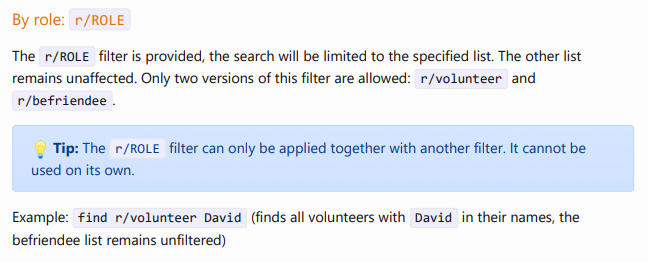 By role: r/ROLE
The r/ROLE filter is provided, the search will be limited to the specified list. The other list
remains unaffected. Only two versions of this filter are allowed: r/volunteer and
r/befriendee.
💡 Tip: The r/ROLE filter can only be applied together with another filter. It cannot be
used on its own.
Example: find r/volunteer David (finds all volunteers with David in their names, the
befriendee list remains unfiltered)